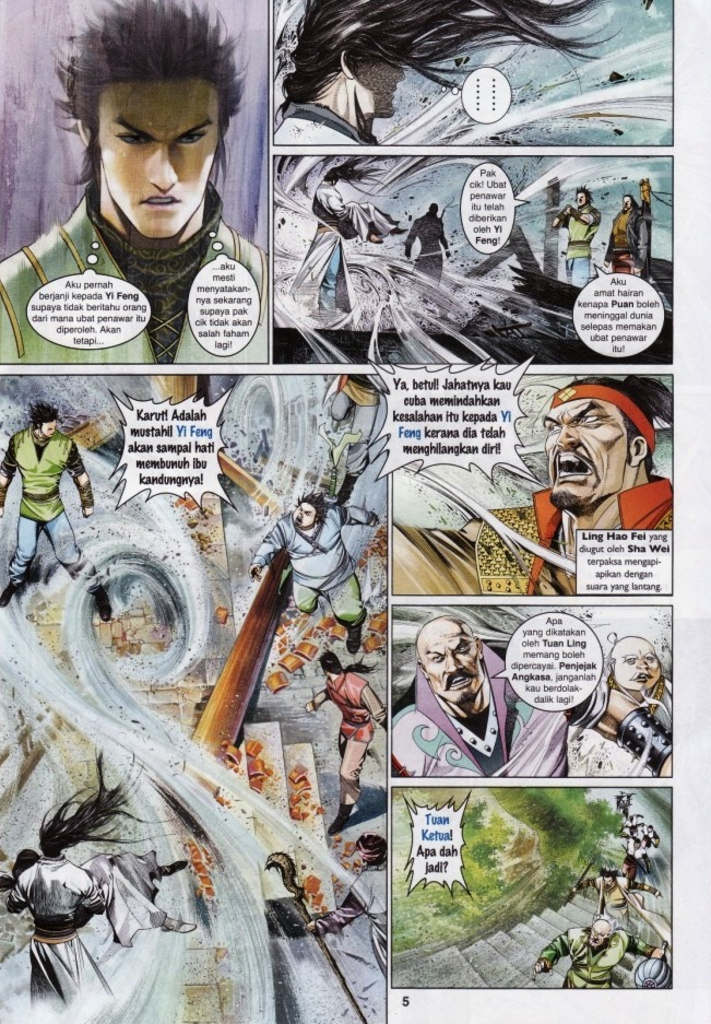 Aku pernah
berjanji kepada Yi Feng
supaya tidak beritahu orang
dari mana ubat penawar itu
diperoleh. Akan
tetapi...
...aku
mesti
menyatakan-
nya sekarang
supaya pak
cik tidak akan
salah faham
lagi!
Pak
cik! Ubat
penawar
itu telah
diberikan
oleh Yi
Feng!
Aku
amat hairan
kenapa Puan boleh
meninggal dunia
selepas memakan
ubat penawar
itu!
Karut! Adalah
mustahil Yi Feng
akan sampai hati
membunuh ibu
kandungnya!
Ya, betul! Jahatnya kau
cuba memindahkan
kesalahan itu kepada Yi
Feng kerana dia telah
menghilangkan diri!
Ling Hao Fei yang
diugut oleh Sha Wei
terpaksa mengapi-
apikan dengan
suara yang lantang.
Apa
yang dikatakan
oleh Tuan Ling
memang boleh
dipercayai. Penjejak
Angkasa, janganlah
kau berdolak-
dalik lagi!
Tuan
Ketua!
Apa dah
jadi?
5